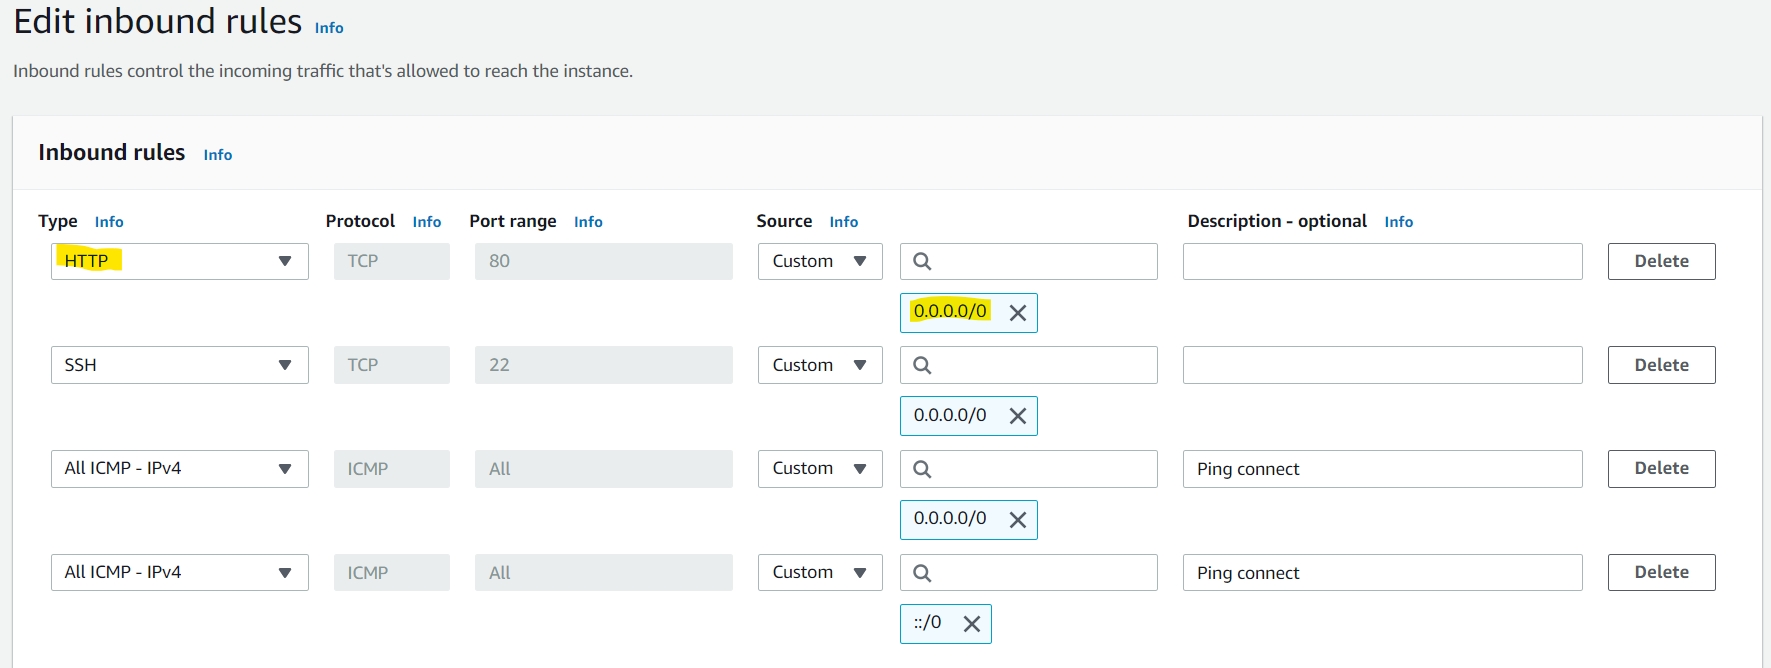 Edit inbound rules Info
Inbound rules control the incoming traffic that's allowed to reach the instance.
Inbound rules Info
Type Info Protocol Info Port range Info Source Info Description - optional Info
HTTP TCP 80 Custom Delete
0.0.0.0/0
SSH TCP 22 Custom Delete
0.0.0.0/0
All ICMP - IPv4 ICMP All Custom Ping connect Delete
0.0.0.0/0
All ICMP - IPv4 ICMP All Custom Ping connect Delete
::/0